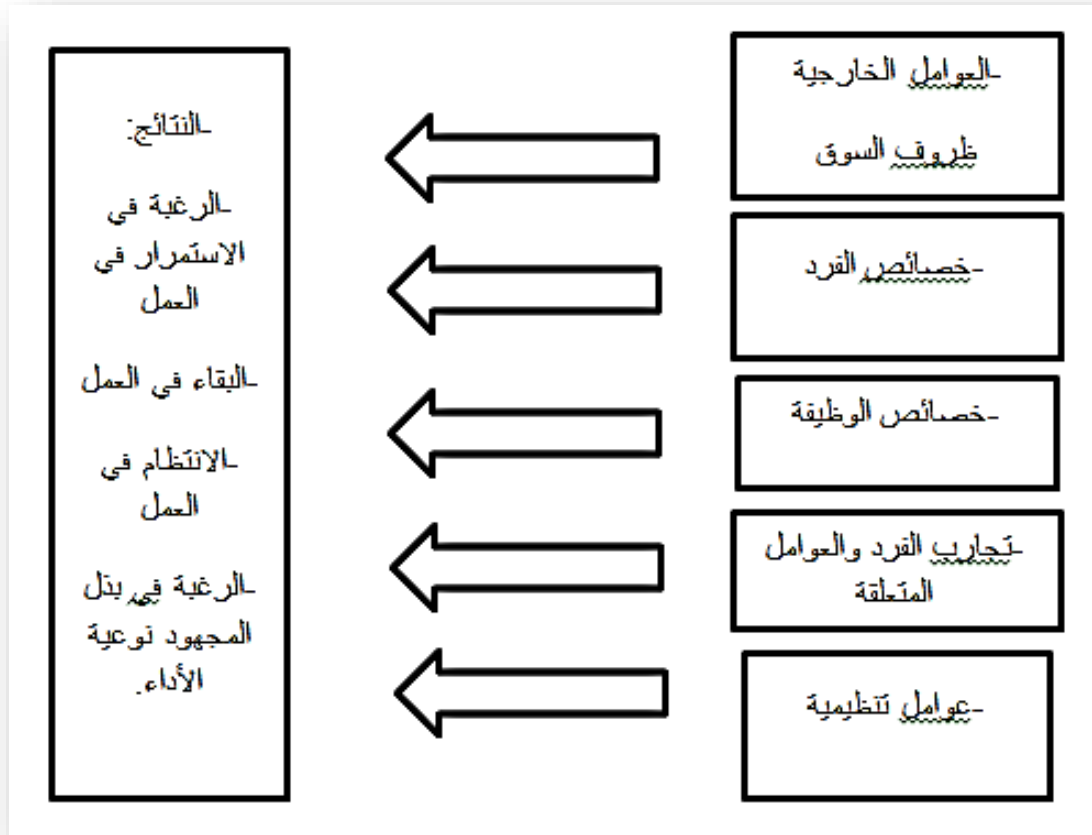 -العوامل الخارجية
ظروف السوق
-خصائص الفرد
-خصائص الوظيفة
-تجارب الفرد والعوامل
المتعلقة
-عوامل تنظيمية
-النتائج:
-الرغبة في
الاستمرار في
العمل
-البقاء في العمل
-الانتظام في
العمل
-الرغبة في بذل
المجهود نوعية
الأداء.